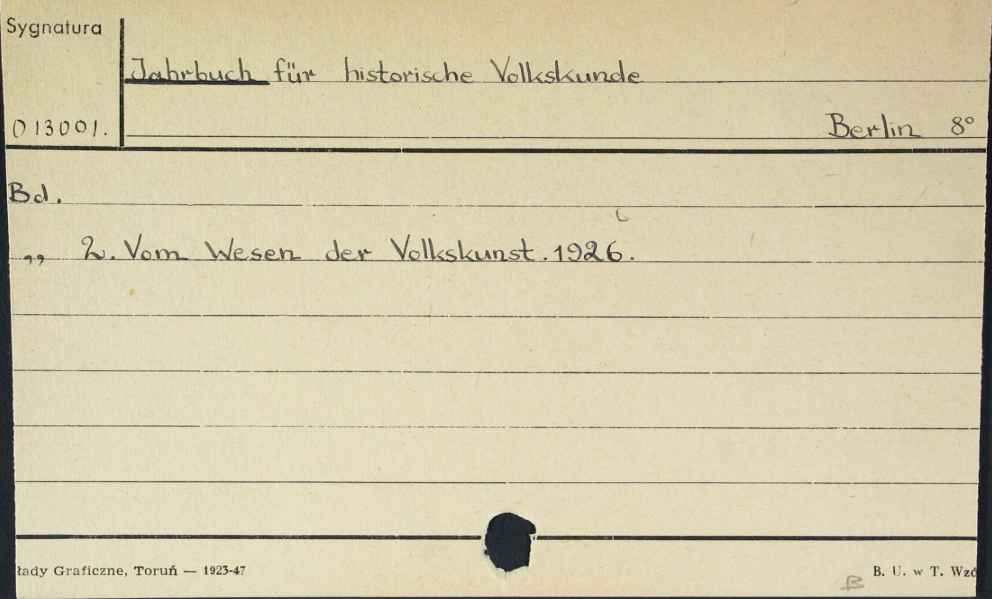 Sygnatura
Jahrbuch für historische Volkskunde
013001.
Berlin 8°
Bd.
„ 2. Vom Wesen der Volkskunst. 1926.
łady Graficzne, Toruń — 1923-47
B. U. w T. Wzó
B